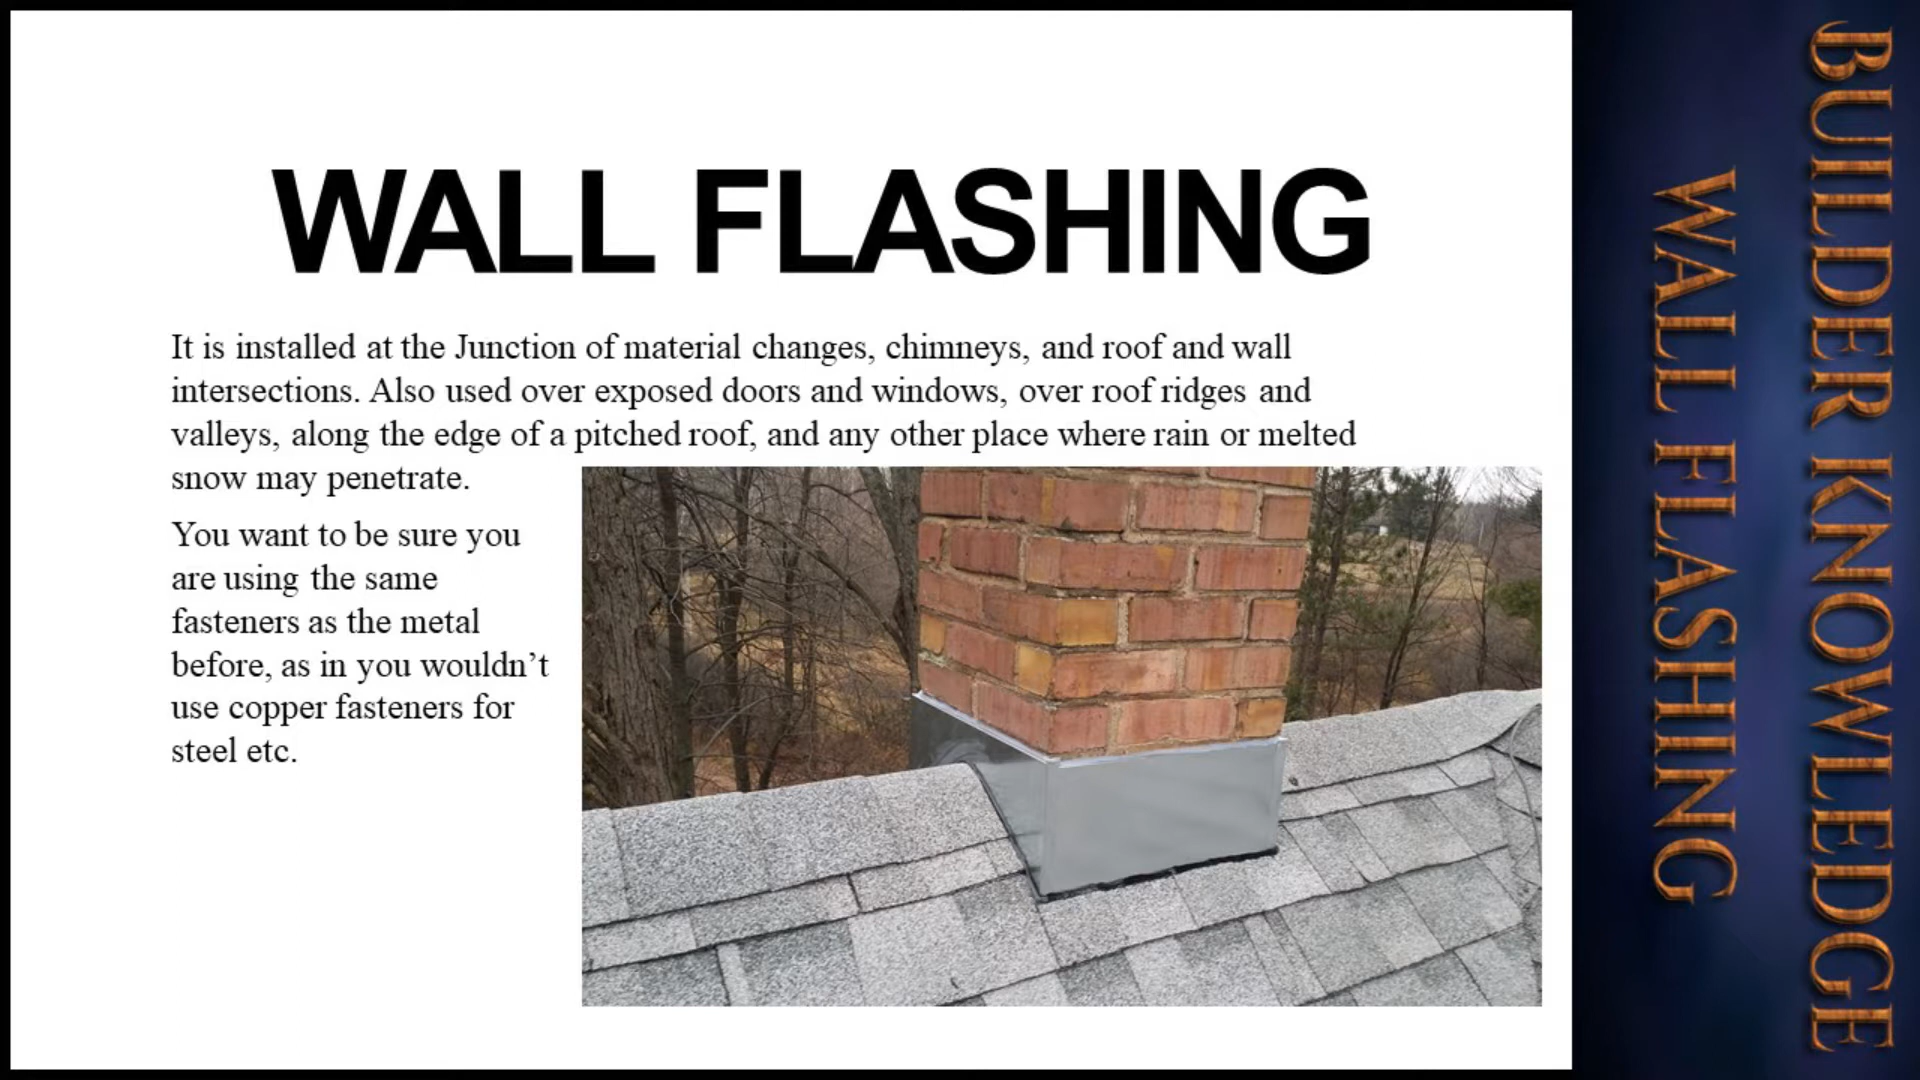 WALL FLASHING
It is installed at the Junction of material changes, chimneys, and roof and wall
intersections. Also used over exposed doors and windows, over roof ridges and
valleys, along the edge of a pitched roof, and any other place where rain or melted
snow may penetrate.
You want to be sure you
are using the same
fasteners as the metal
before, as in you wouldn’t
use copper fasteners for
steel etc.
BUILDER KNOWLEDGE
WALL FLASHING